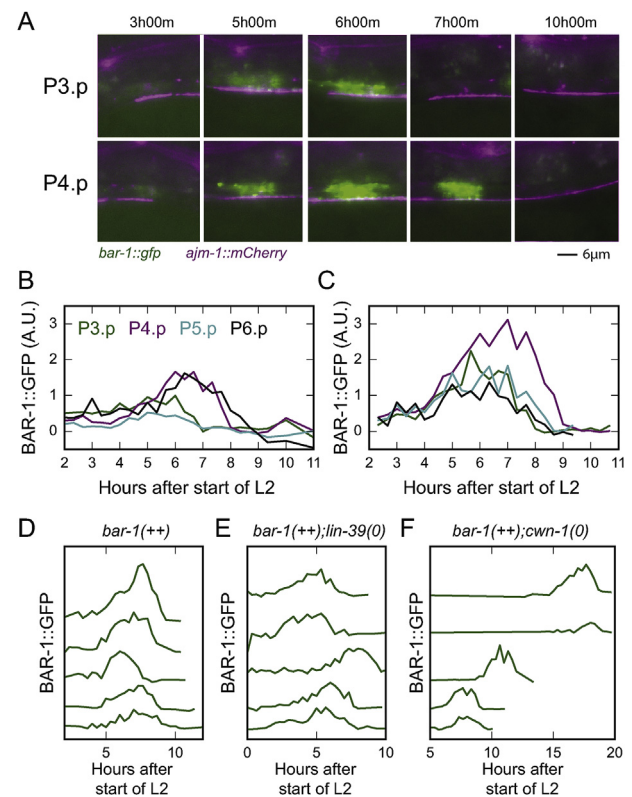 A
3h00m 5h00m 6h00m 7h00m 10h00m
P3.p
P4.p
bar-1::gfp ajm-1::mCherry 6µm
B
BAR-1::GFP (A.U.)
P3.p P4.p P5.p P6.p
3
2
1
0
2 3 4 5 6 7 8 9 10 11
Hours after start of L2
C
BAR-1::GFP (A.U.)
3
2
1
0
2 3 4 5 6 7 8 9 10 11
Hours after start of L2
D
bar-1(++)
BAR-1::GFP
5 10
Hours after
start of L2
E
bar-1(++);lin-39(0)
BAR-1::GFP
0 5 10
Hours after
start of L2
F
bar-1(++);cwn-1(0)
BAR-1::GFP
5 10 15 20
Hours after
start of L2